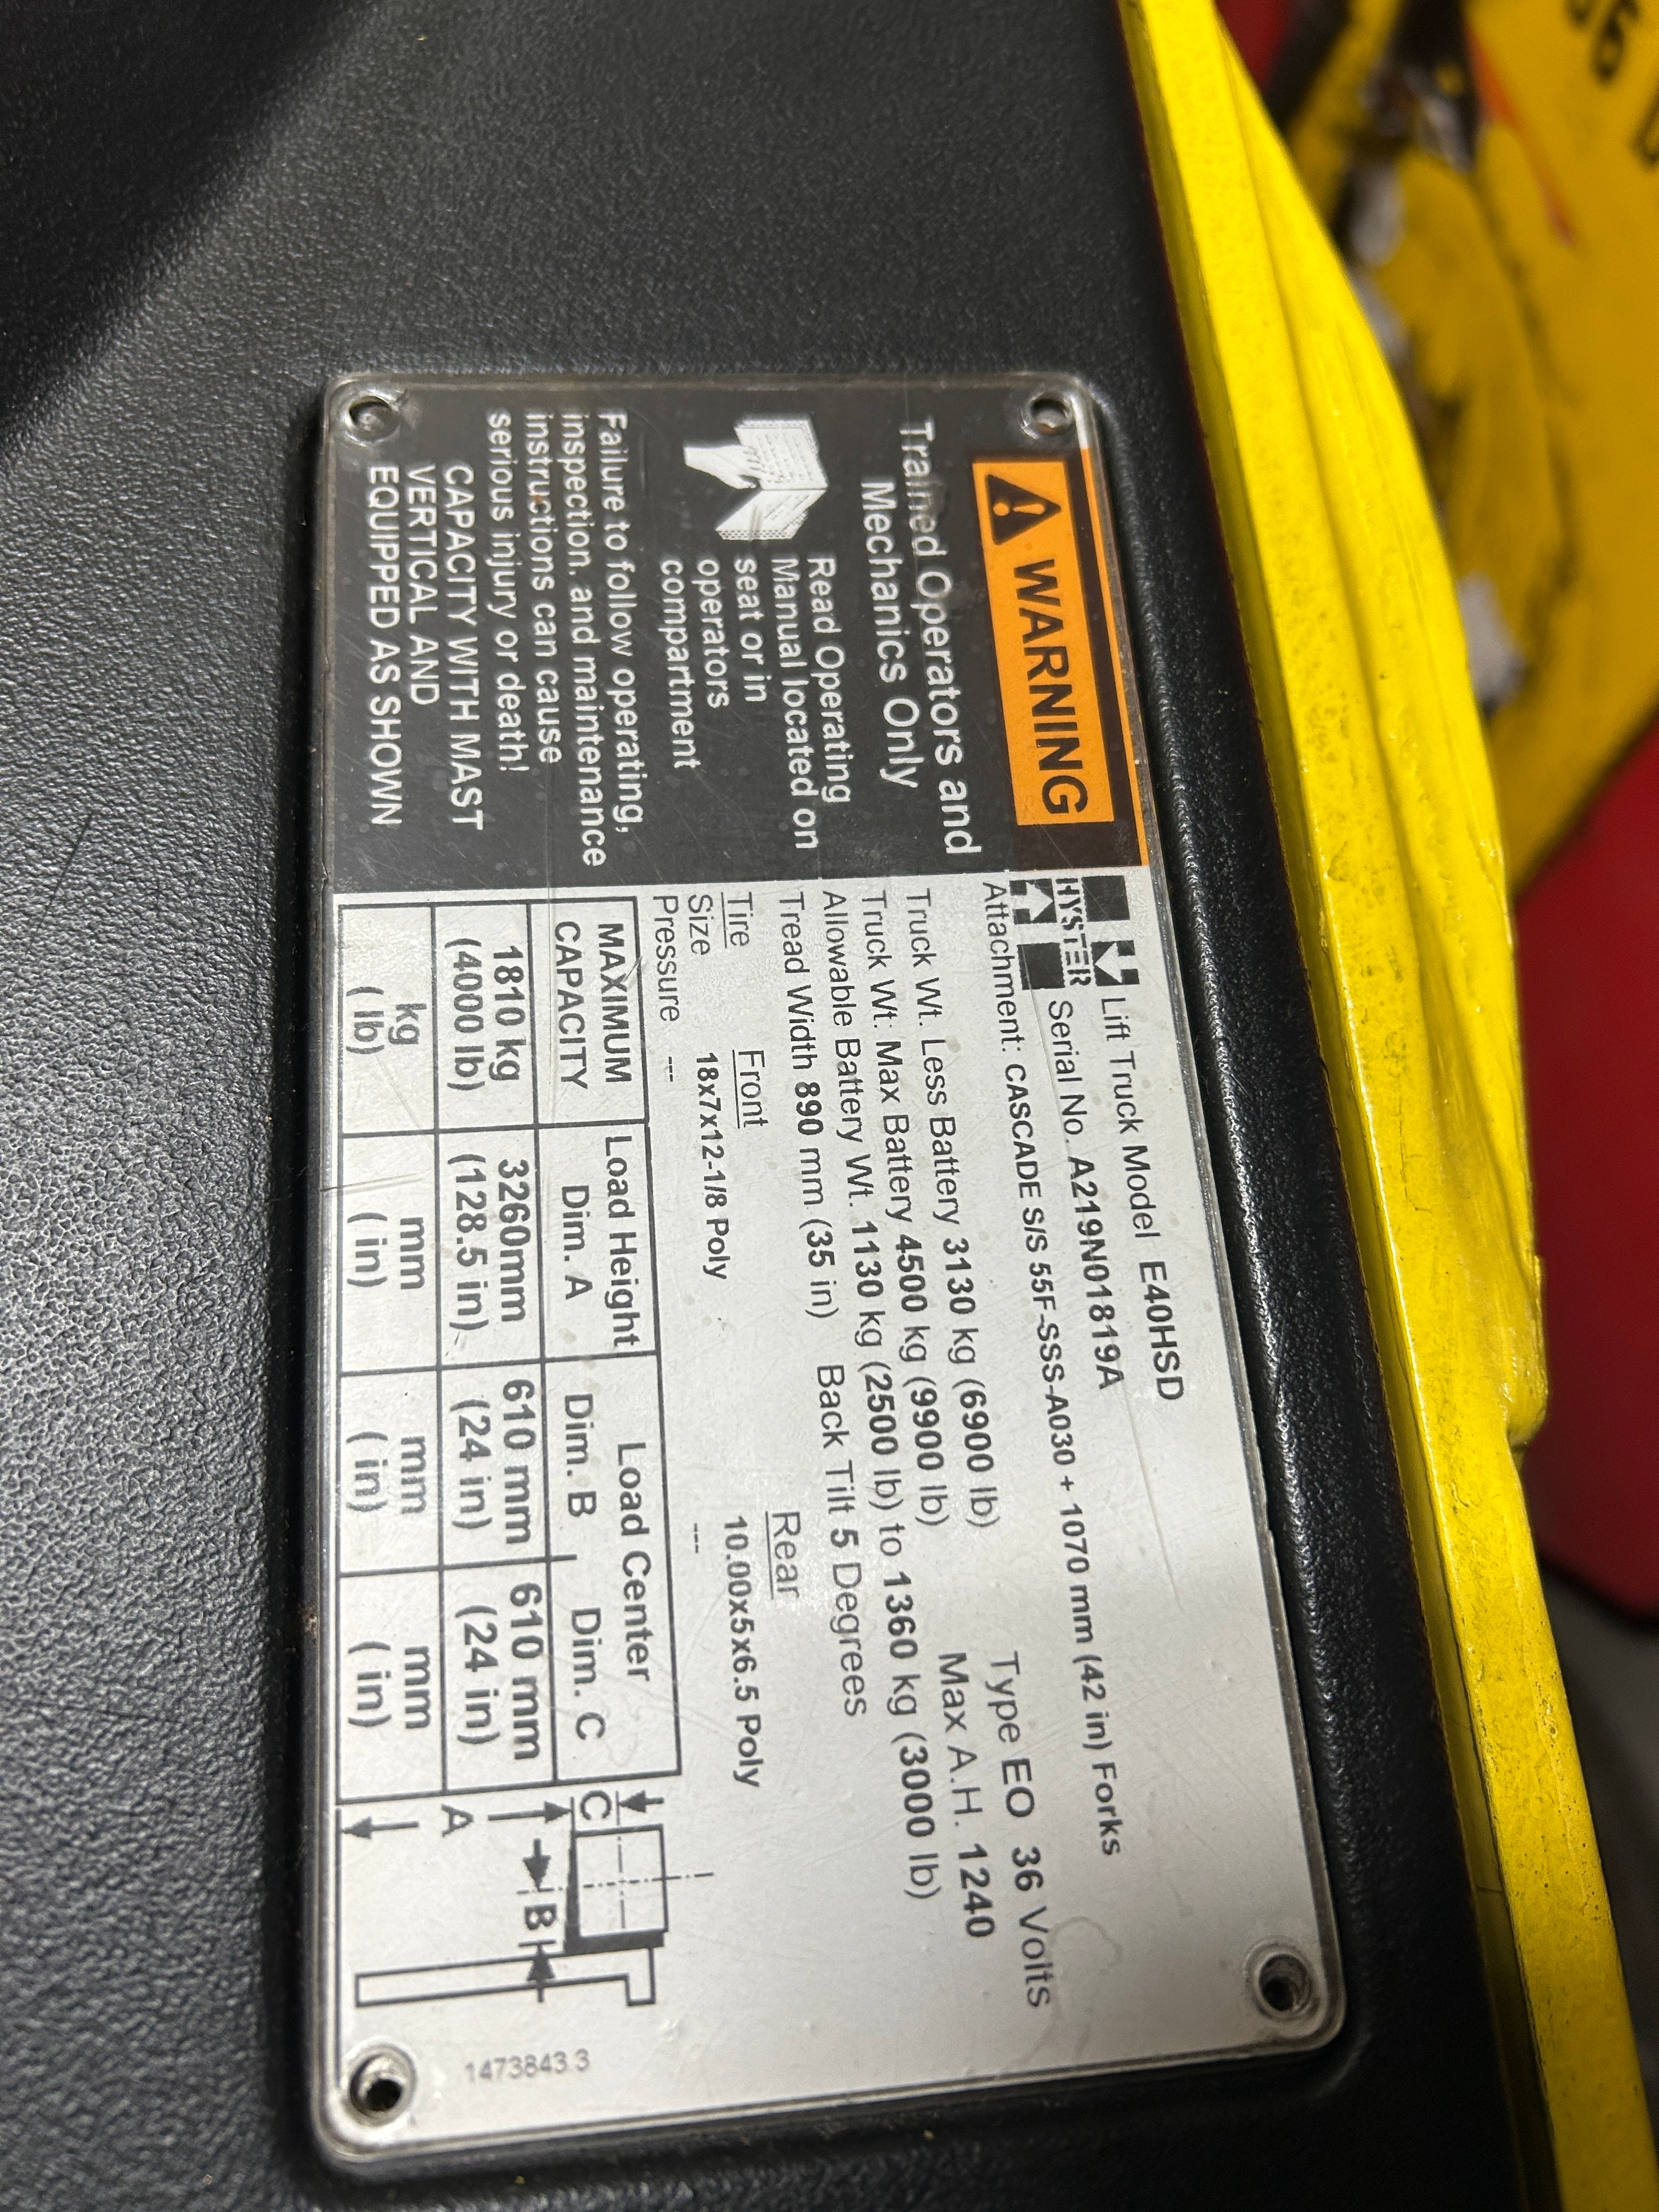 WARNING
Trained Operators and
Mechanics Only
Read Operating
Manual located on
seat or in
operators
compartment
Failure to follow operating,
inspection, and maintenance
instructions can cause
serious injury or death!
CAPACITY WITH MAST
VERTICAL AND
EQUIPPED AS SHOWN
HYSTER
Lift Truck Model E40HSD
Serial No. A219N01819A
Attachment: CASCADE S/S 55F-SSS-A030 + 1070 mm (42 in) Forks
Truck Wt. Less Battery 3130 kg (6900 lb) Type EO 36 Volts
Truck Wt. Max Battery 4500 kg (9900 lb) Max A.H. 1240
Allowable Battery Wt. 1130 kg (2500 lb) to 1360 kg (3000 lb)
Tread Width 890 mm (35 in) Back Tilt 5 Degrees
Tire Front Rear
Size 18x7x12-1/8 Poly 10.00x5x6.5 Poly
Pressure --- ---
MAXIMUM Load Height Load Center
CAPACITY Dim. A Dim. B Dim. C
1810 kg 3260mm 610 mm 610 mm
(4000 lb) (128.5 in) (24 in) (24 in)
kg mm mm mm
( lb) ( in) ( in) ( in)
C
A
B
1473843 3